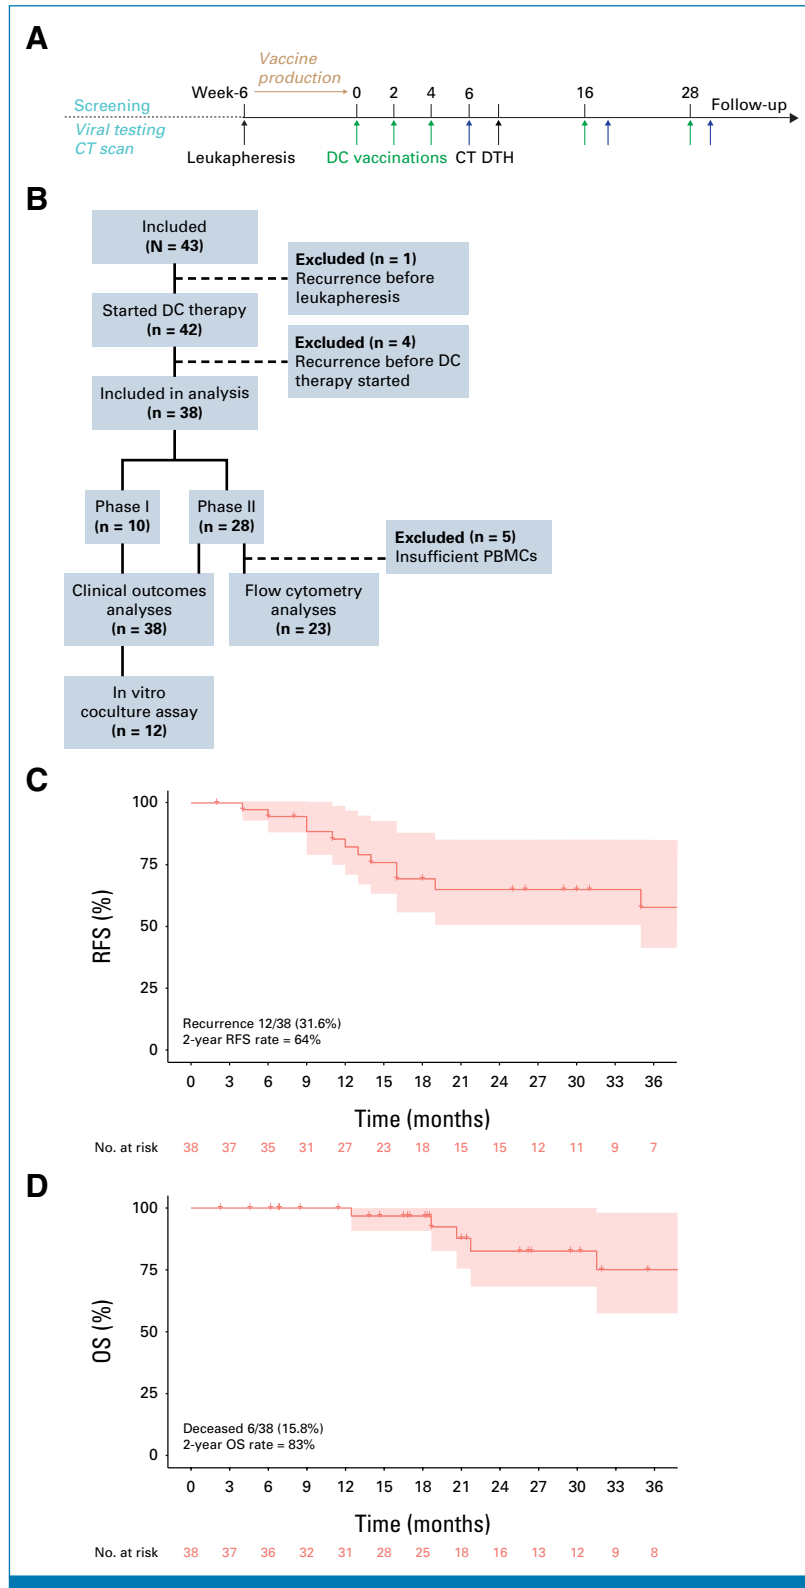 A
Vaccine
production
Week-6 0 2 4 6 16 28
Screening
Follow-up
Viral testing
CT scan
Leukapheresis DC vaccinations CT DTH
B
Included
(N = 43)
Excluded (n = 1)
Recurrence before
leukapheresis
Started DC therapy
(n = 42)
Excluded (n = 4)
Recurrence before DC
therapy started
Included in analysis
(n = 38)
Phase I
(n = 10)
Phase II
(n = 28)
Excluded (n = 5)
Insufficient PBMCs
Clinical outcomes
analyses
(n = 38)
Flow cytometry
analyses
(n = 23)
In vitro
coculture assay
(n = 12)
C
100
75
50
25
0
RFS (%)
Recurrence 12/38 (31.6%)
2-year RFS rate = 64%
0 3 6 9 12 15 18 21 24 27 30 33 36
Time (months)
No. at risk 38 37 35 31 27 23 18 15 15 12 11 9 7
D
100
75
50
25
0
OS (%)
Deceased 6/38 (15.8%)
2-year OS rate = 83%
0 3 6 9 12 15 18 21 24 27 30 33 36
Time (months)
No. at risk 38 37 36 32 31 28 25 18 16 13 12 9 8